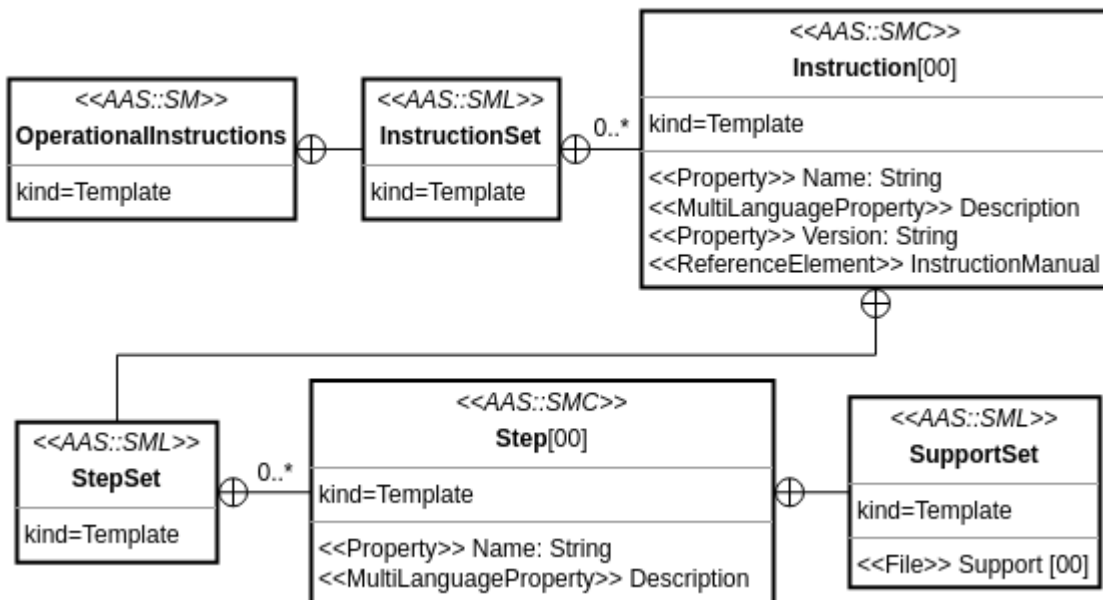 <<AAS::SM>>
OperationalInstructions
kind=Template
<<AAS::SML>>
InstructionSet
kind=Template
0..*
<<AAS::SMC>>
Instruction[00]
kind=Template
<<Property>> Name: String
<<MultiLanguageProperty>> Description
<<Property>> Version: String
<<ReferenceElement>> InstructionManual
<<AAS::SML>>
StepSet
kind=Template
0..*
<<AAS::SMC>>
Step[00]
kind=Template
<<Property>> Name: String
<<MultiLanguageProperty>> Description
<<AAS::SML>>
SupportSet
kind=Template
<<File>> Support [00]